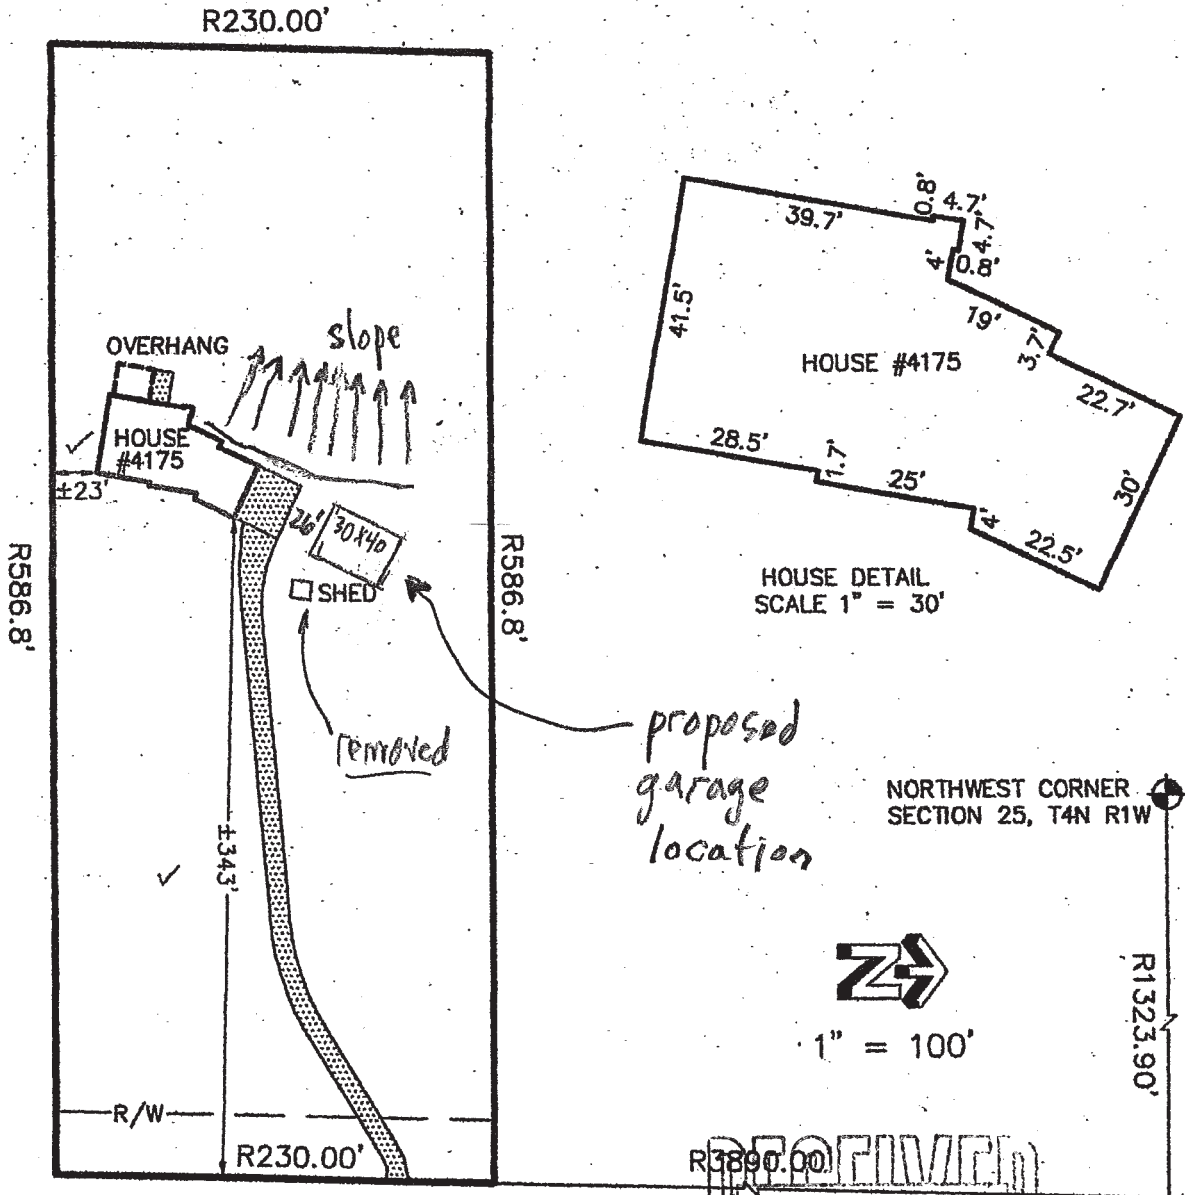 R230.00'
0.8'
4.7'
39.7'
4.7'
4'
0.8'
41.5'
19'
3.7'
HOUSE #4175
22.7'
28.5'
1.7'
25'
4'
30'
22.5'
HOUSE DETAIL
SCALE 1" = 30'
slope
OVERHANG
HOUSE
#4175
±23'
26'
30X40
SHED
R586.8'
R586.8'
removed
proposed
garage
location
NORTHWEST CORNER
SECTION 25, T4N R1W
±343'
N
1" = 100'
R1323.90'
R/W
R230.00'
R3890.00'
RECEIVED